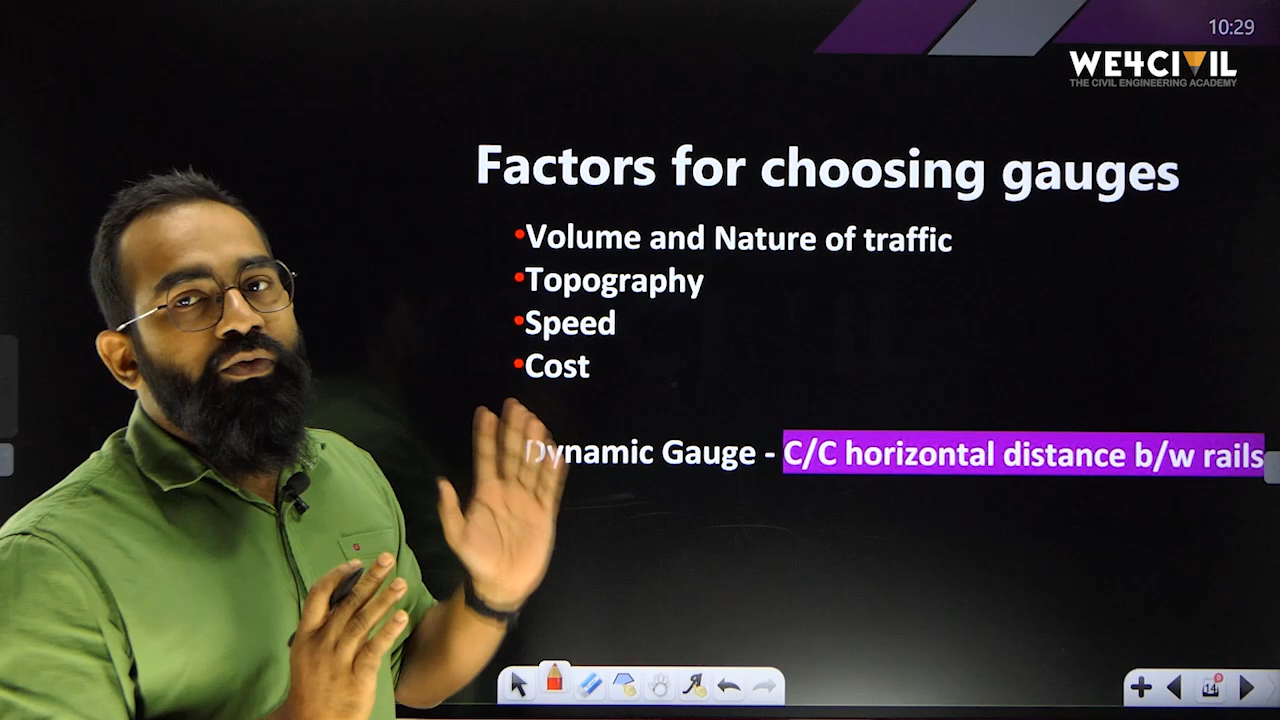 10:29
WE4CIVIL
THE CIVIL ENGINEERING ACADEMY
Factors for choosing gauges
•Volume and Nature of traffic
•Topography
•Speed
•Cost
Dynamic Gauge - C/C horizontal distance b/w rails
14